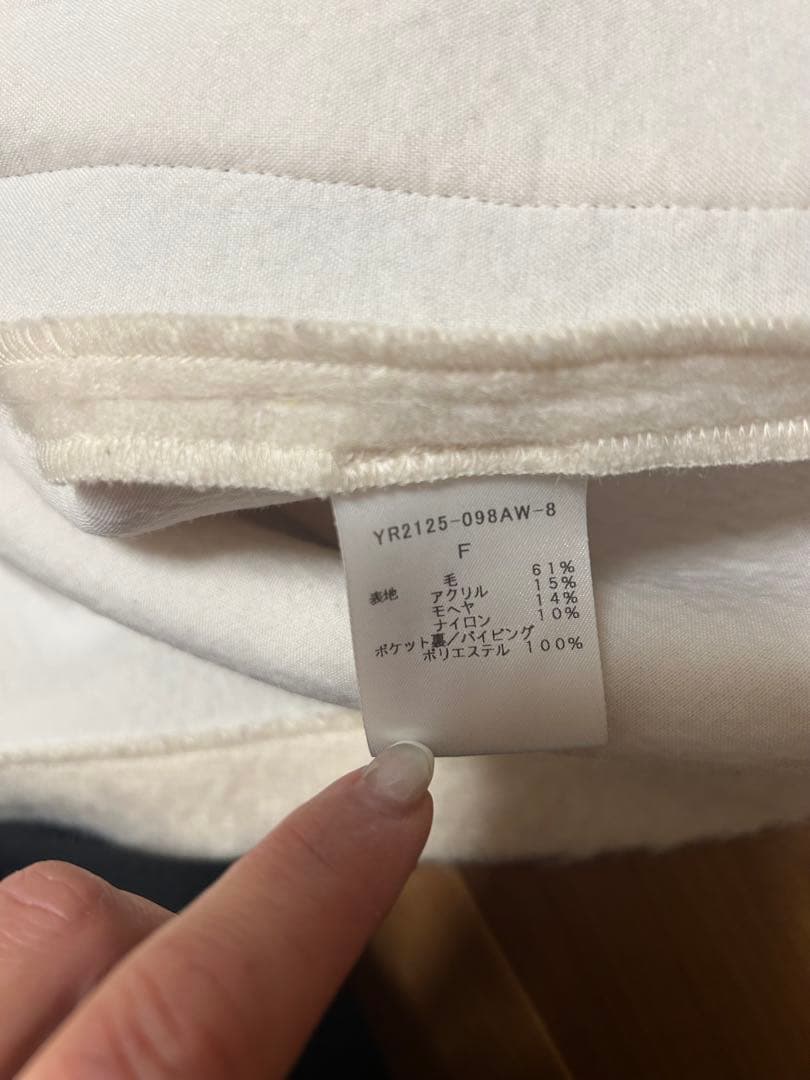 YR2125-098AW-8
F
表地 毛 61%
アクリル 15%
モヘヤ 14%
ナイロン 10%
ポケット裏/パイピング
ポリエステル 100%